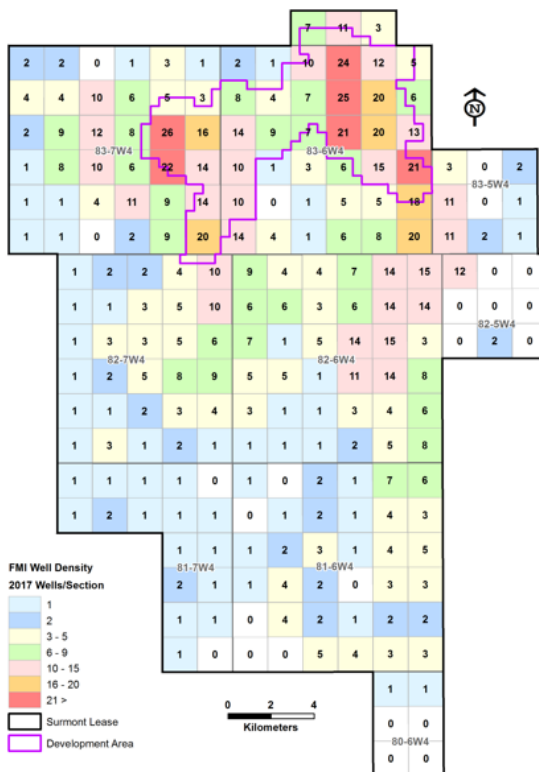 7 11 3
2 2 0 1 3 1 2 1 10 24 12 5
4 4 10 6 5 3 8 4 7 25 20 6
N
2 9 12 8 26 16 14 9 7 21 20 13
83-7W4 83-6W4
1 8 10 6 22 14 10 1 3 6 15 21 3 0 2
83-5W4
1 1 4 11 9 14 10 0 1 5 5 18 11 0 1
1 1 0 2 9 20 14 4 1 6 8 20 11 2 1
1 2 2 4 10 9 4 4 7 14 15 12 0 0
1 1 3 5 10 6 6 3 6 14 14 0 0 0
82-5W4
1 3 3 5 6 7 1 5 14 15 3 0 2 0
82-7W4 82-6W4
1 2 5 8 9 5 5 1 11 14 8
1 1 2 3 4 3 1 1 3 4 6
1 3 1 2 1 1 1 1 2 5 8
1 1 1 1 0 1 0 2 1 7 6
1 2 1 1 1 0 1 2 1 4 3
1 1 1 2 3 1 4 5
81-7W4 81-6W4
2 1 1 4 2 0 3 3
1 1 0 4 2 1 2 2
1 0 0 0 5 4 3 3
1 1
0 0
80-6W4
0 0
FMI Well Density
2017 Wells/Section
1
2
3 - 5
6 - 9
10 - 15
16 - 20
21 >
Surmont Lease
Development Area
0 2 4
Kilometers